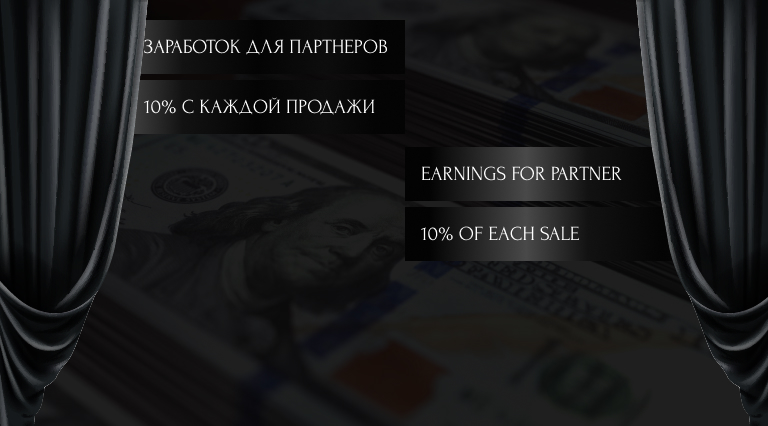 ЗАРАБОТОК ДЛЯ ПАРТНЕРОВ
10% С КАЖДОЙ ПРОДАЖИ
EARNINGS FOR PARTNER
10% OF EACH SALE